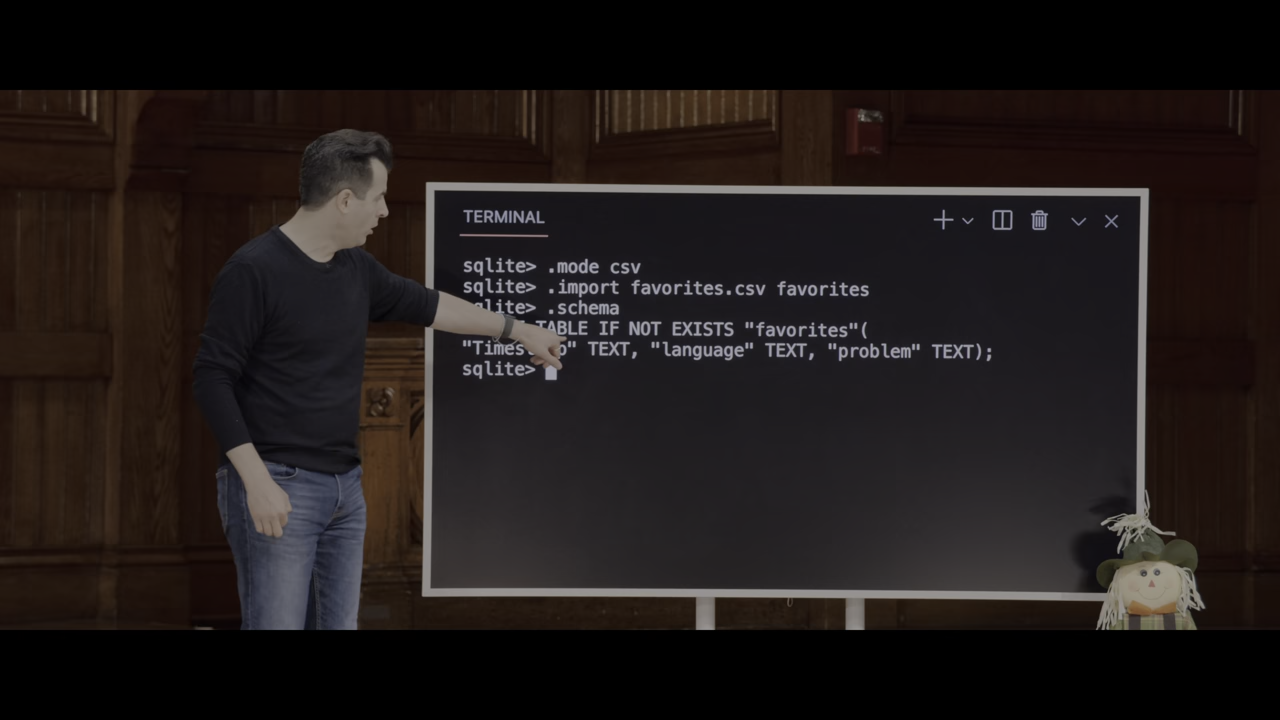 TERMINAL
sqlite> .mode csv
sqlite> .import favorites.csv favorites
sqlite> .schema
TABLE IF NOT EXISTS "favorites"(
TEXT, "language" TEXT, "problem" TEXT);
sqlite>